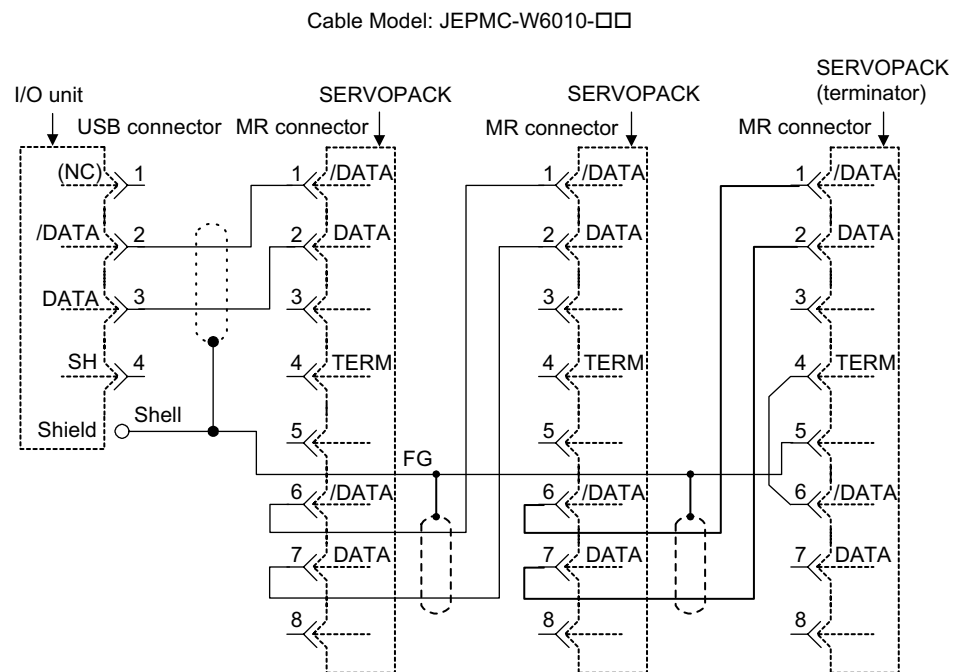 Cable Model: JEPMC-W6010-□□
I/O unit
USB connector
SERVOPACK
MR connector
SERVOPACK
MR connector
SERVOPACK
(terminator)
MR connector
(NC) 1
/DATA 2
DATA 3
SH 4
Shield
Shell
FG
1 /DATA
2 DATA
3
4 TERM
5
6 /DATA
7 DATA
8
1 /DATA
2 DATA
3
4 TERM
5
6 /DATA
7 DATA
8
1 /DATA
2 DATA
3
4 TERM
5
6 /DATA
7 DATA
8